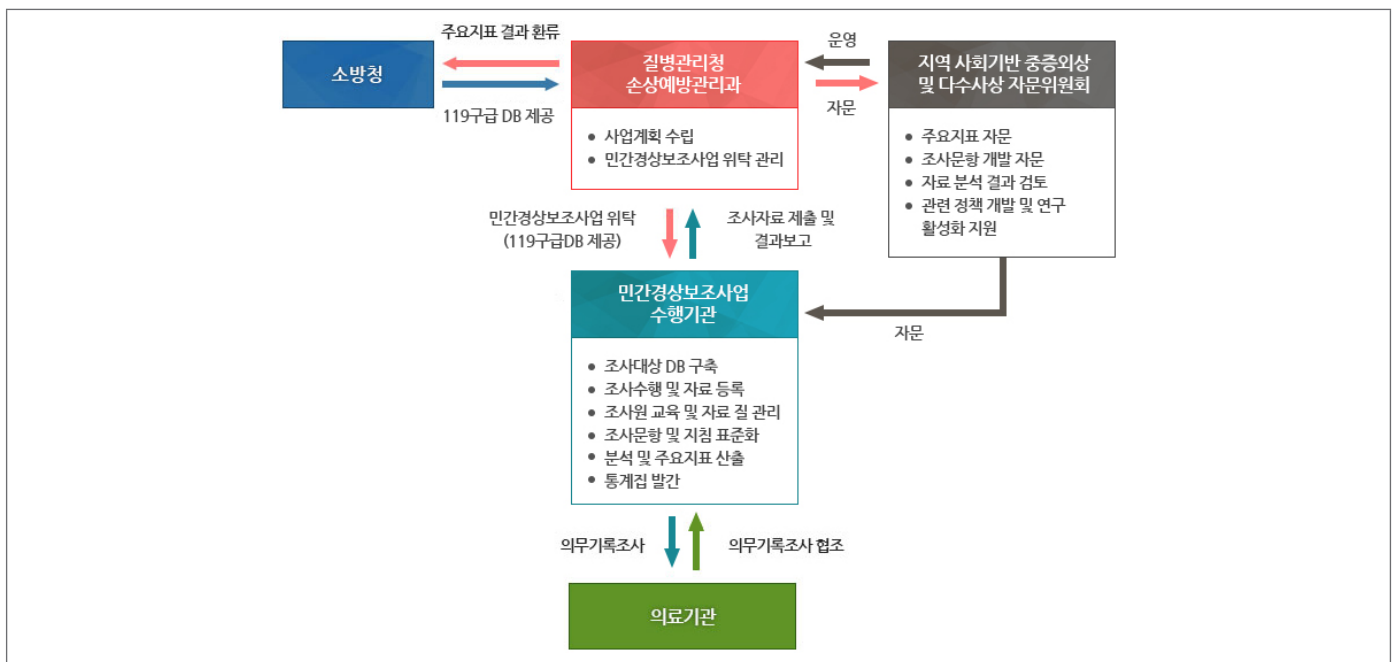 주요지표 결과 환류
소방청
119구급 DB 제공
질병관리청
손상예방관리과
• 사업계획 수립
• 민간경상보조사업 위탁 관리
운영
자문
지역 사회기반 중증외상
및 다수사상 자문위원회
• 주요지표 자문
• 조사문항 개발 자문
• 자료 분석 결과 검토
• 관련 정책 개발 및 연구
활성화 지원
민간경상보조사업 위탁
(119구급DB 제공)
조사자료 제출 및
결과보고
민간경상보조사업
수행기관
• 조사대상 DB 구축
• 조사수행 및 자료 등록
• 조사원 교육 및 자료 질 관리
• 조사문항 및 지침 표준화
• 분석 및 주요지표 산출
• 통계집 발간
자문
의무기록조사
의무기록조사 협조
의료기관